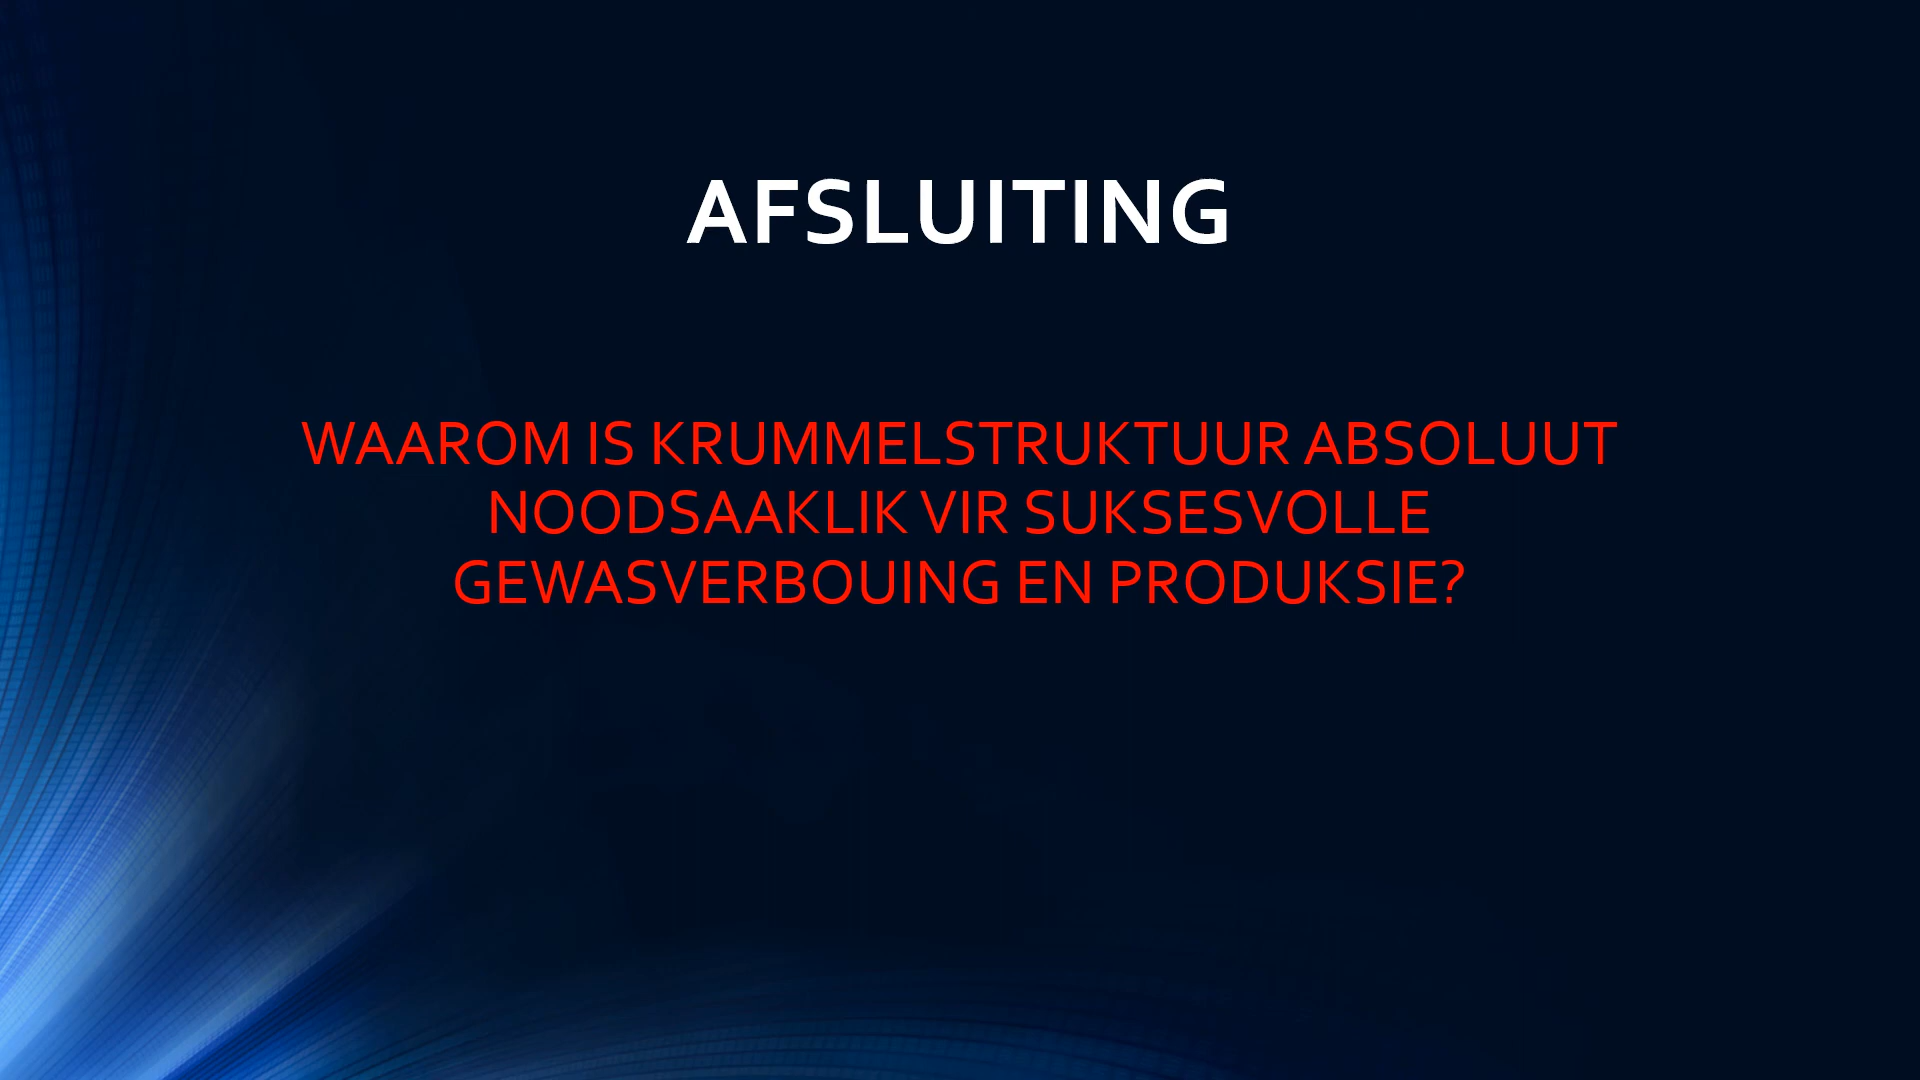 AFSLUITING
WAAROM IS KRUMMELSTRUKTUUR ABSOLUUT
NOODSAAKLIK VIR SUKSESVOLLE
GEWASVERBOUING EN PRODUKSIE?